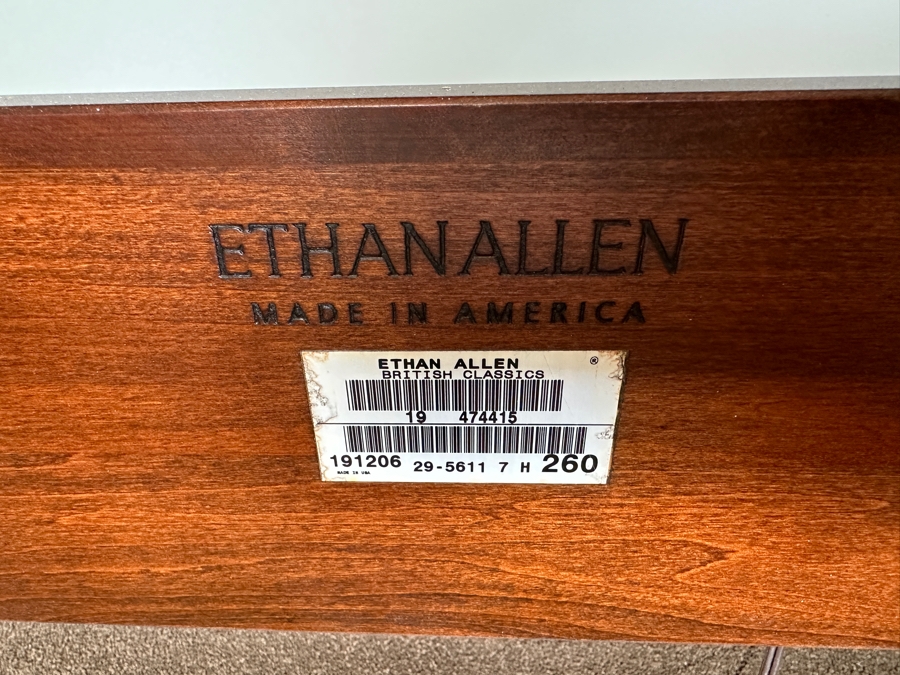 ETHAN ALLEN
MADE IN AMERICA
ETHAN ALLEN ®
BRITISH CLASSICS
19 474415
191206 29-5611 7 H 260
MADE IN USA